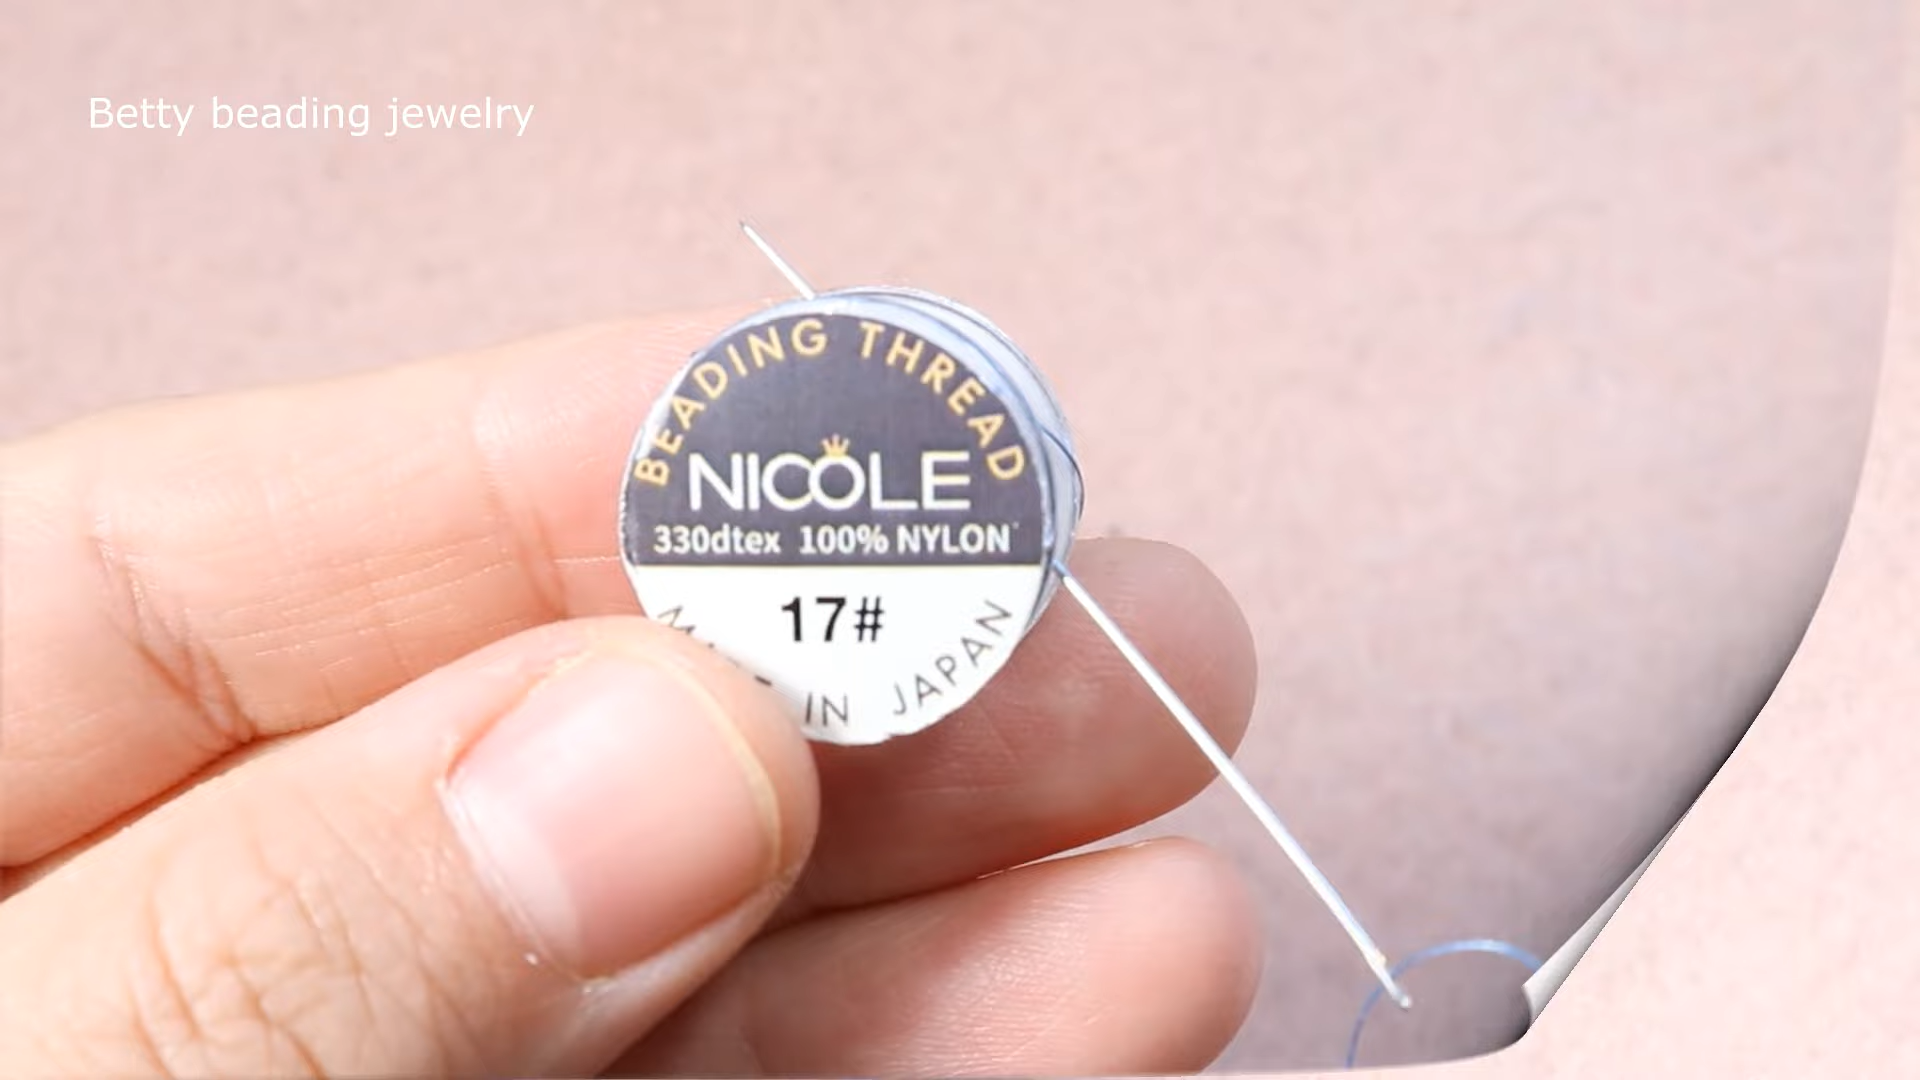 Betty beading jewelry
BEADING THREAD
NICOLE
330dtex 100% NYLON
17#
IN JAPAN